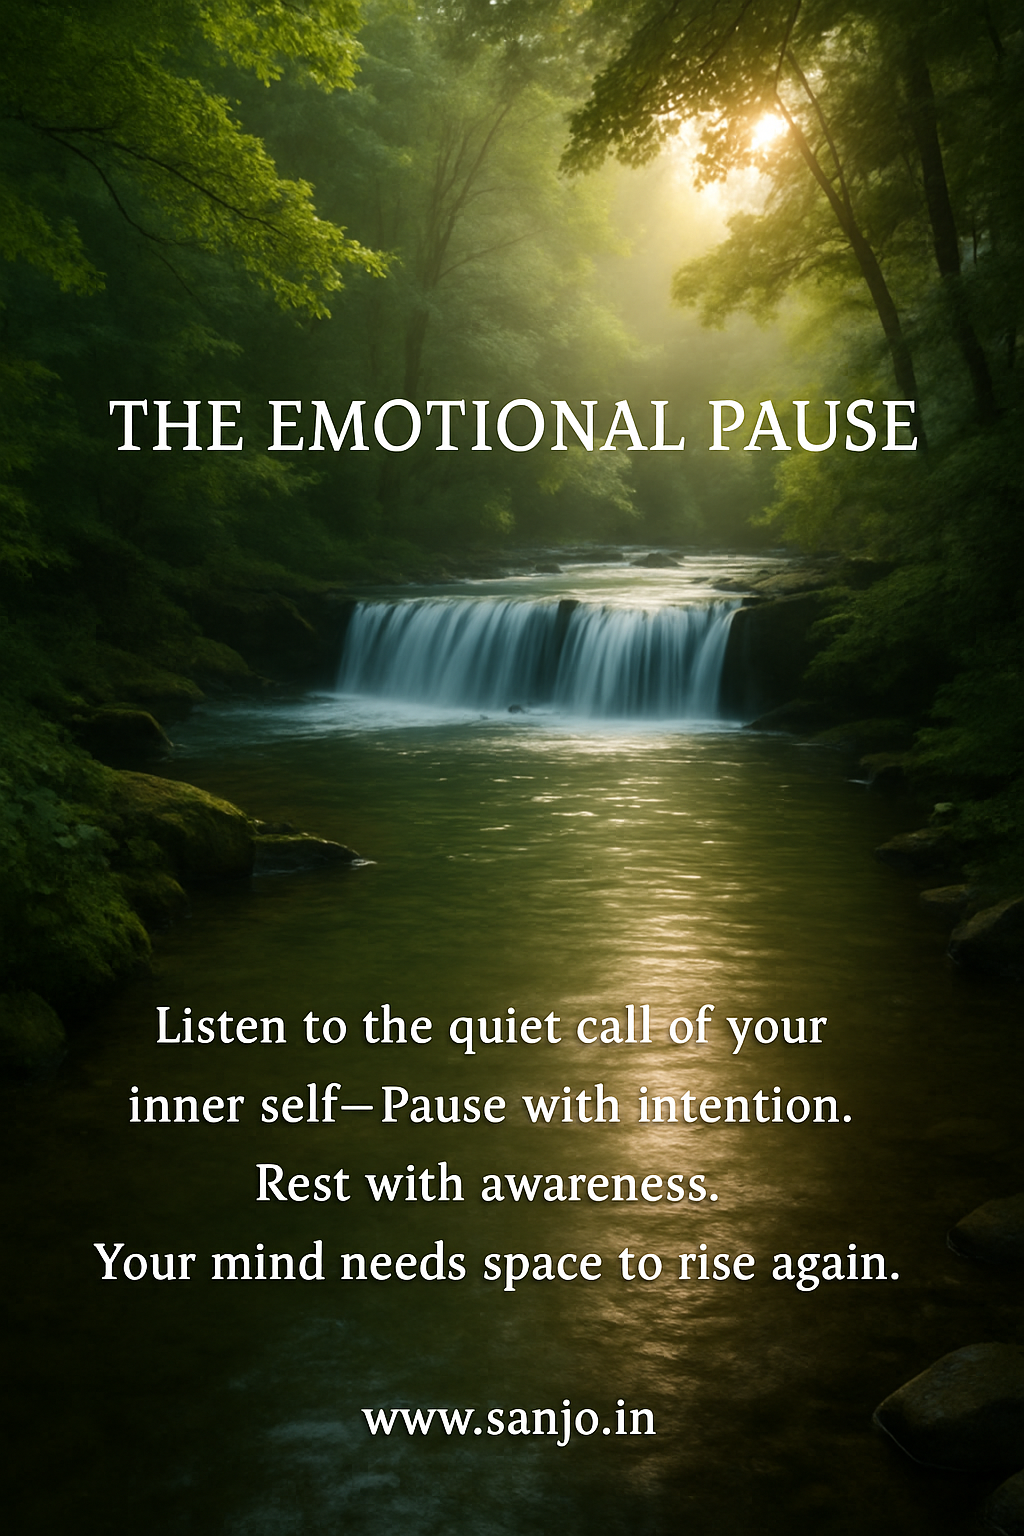 THE EMOTIONAL PAUSE
Listen to the quiet call of your
inner self—Pause with intention.
Rest with awareness.
Your mind needs space to rise again.
www.sanjo.in